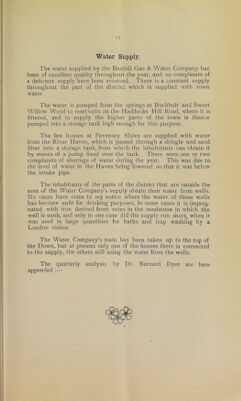 13
Water Supply.
The water supplied by the Bexhill Gas & Water Company has
been of excellent quality throughout the year, and no complaints of
a deficient supply have been received. There is a constant supply
throughout the part of the district which is supplied with town
water.
The water is pumped from the springs at Buckholt and Sweet
Willow Wood to reservoirs on the Haddocks Hill Road, where it is
filtered, and to supply the higher parts of the town is thence
pumped into a storage tank high enough for this purpose.
The few houses at Pevensey Sluice are supplied with water
from the River Haven, which is passed through a shingle and sand
filter into a storage tank, from which the inhabitants can obtain it
by means of a pump fixed over the tank. There were one or two
complaints of shortage of water during the year. This was due to
the level of water in the Haven being lowered so that it was below
the intake pipe.
The inhabitants of the parts of the district that are outside the
area of the Water Company's supply obtain their water from wells.
No cases have come to my notice where the water of these wells
has become unfit for drinking purposes, in some cases it is impreg-
nated with iron derived from veins in the sandstone in which the
well is sunk, and only in one case did the supply run short, when it
was used in large quantities for baths and trap washing by a
London visitor.
The Water Company's main has been taken up to the top of
the Down, but at present only one of the houses there is connected
to the supply, the others still using the water from the wells.
The quarterly analysis by Dr. Bernard Dyer are here
appended :—